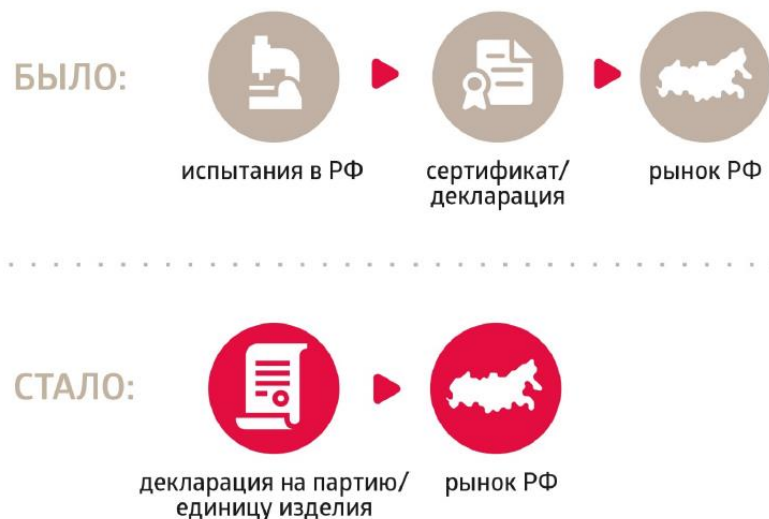 БЫЛО:
испытания в РФ
сертификат/
декларация
рынок РФ
СТАЛО:
декларация на партию/
единицу изделия
рынок РФ